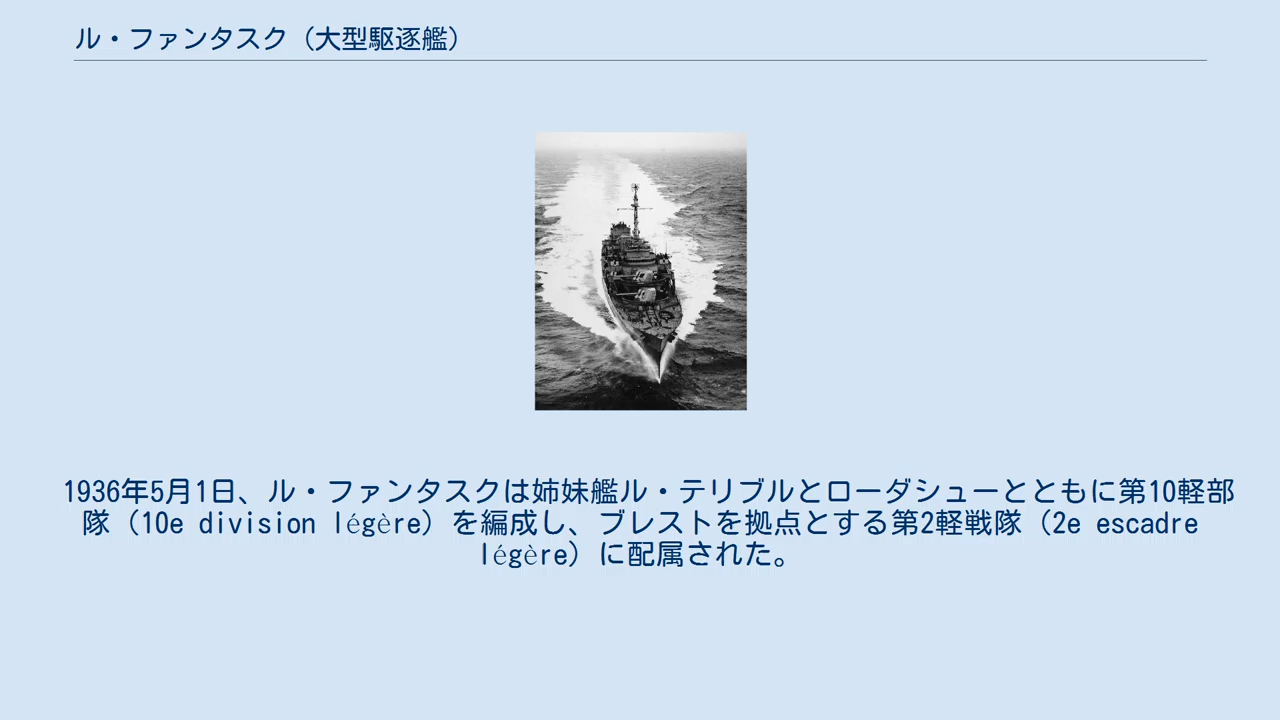 ル・ファンタスク（大型駆逐艦）
1936年5月1日、ル・ファンタスクは姉妹艦ル・テリブルとローダシューーとともに第10軽部
隊（10e division légère）を編成し、ブレストを拠点とする第2軽戦隊（2e escadre
légère）に配属された。